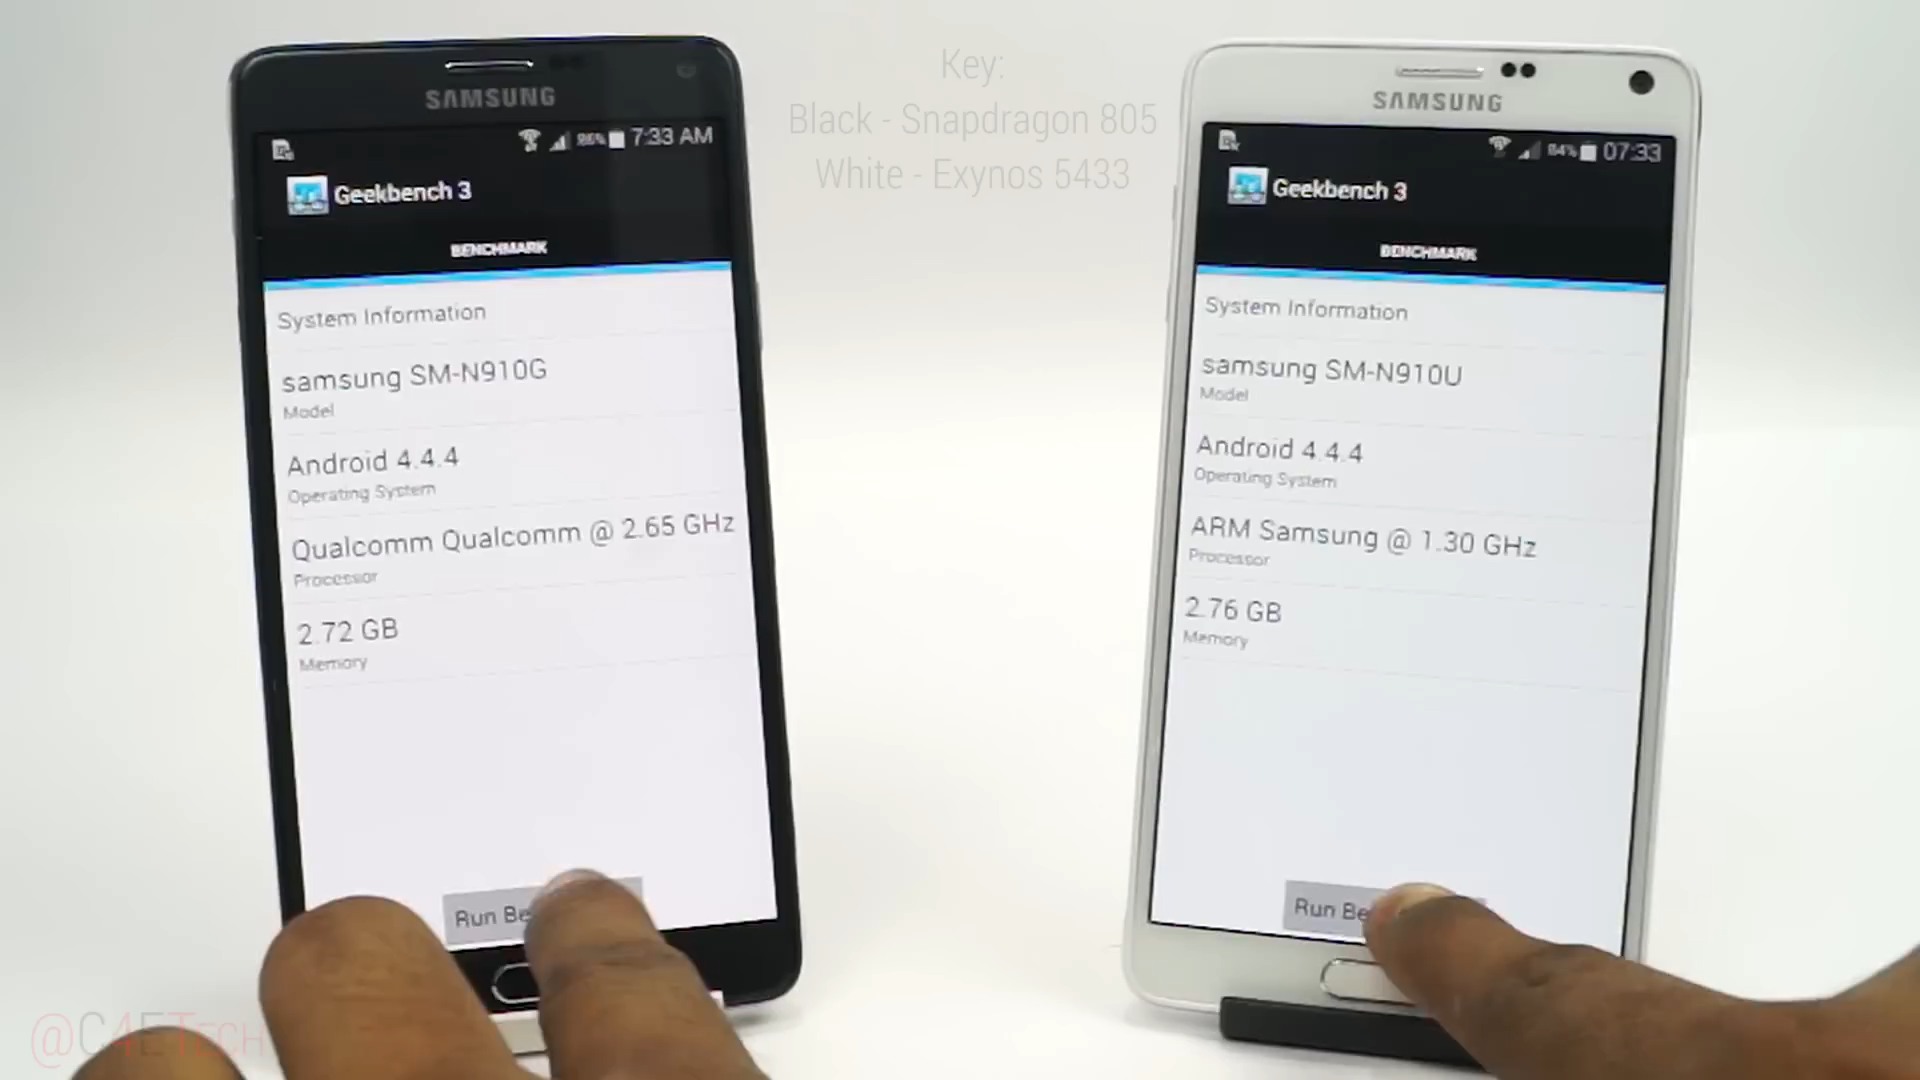 Key:
Black - Snapdragon 805
White - Exynos 5433
SAMSUNG
86% 7:33 AM
Geekbench 3
BENCHMARK
System Information
samsung SM-N910G
Model
Android 4.4.4
Operating System
Qualcomm Qualcomm @ 2.65 GHz
Processor
2.72 GB
Memory
Run Be
SAMSUNG
84% 07:33
Geekbench 3
BENCHMARK
System Information
samsung SM-N910U
Model
Android 4.4.4
Operating System
ARM Samsung @ 1.30 GHz
Processor
2.76 GB
Memory
Run Be
@C4ETech